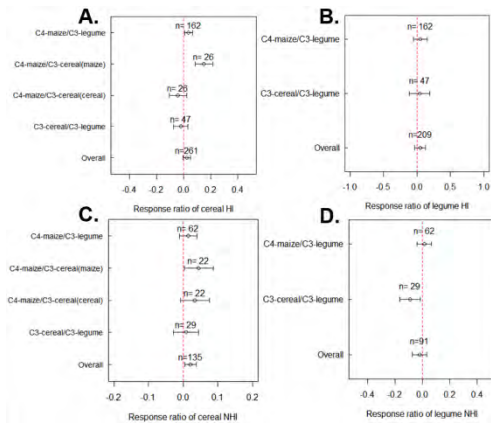 A.
n= 162
C4-maize/C3-legume
n= 26
C4-maize/C3-cereal(maize)
n= 26
C4-maize/C3-cereal(cereal)
n= 47
C3-cereal/C3-legume
n=261
Overall
-0.4 0.0 0.2 0.4
Response ratio of cereal HI
B.
n= 162
C4-maize/C3-legume
n= 47
C3-cereal/C3-legume
n=209
Overall
-1.0 -0.5 0.0 0.5 1.0
Response ratio of legume HI
C.
n= 62
C4-maize/C3-legume
n= 22
C4-maize/C3-cereal(maize)
n= 22
C4-maize/C3-cereal(cereal)
n= 29
C3-cereal/C3-legume
n=135
Overall
-0.2 -0.1 0.0 0.1 0.2
Response ratio of cereal NHI
D.
n= 62
C4-maize/C3-legume
n= 29
C3-cereal/C3-legume
n=91
Overall
-0.4 0.0 0.4
Response ratio of legume NHI